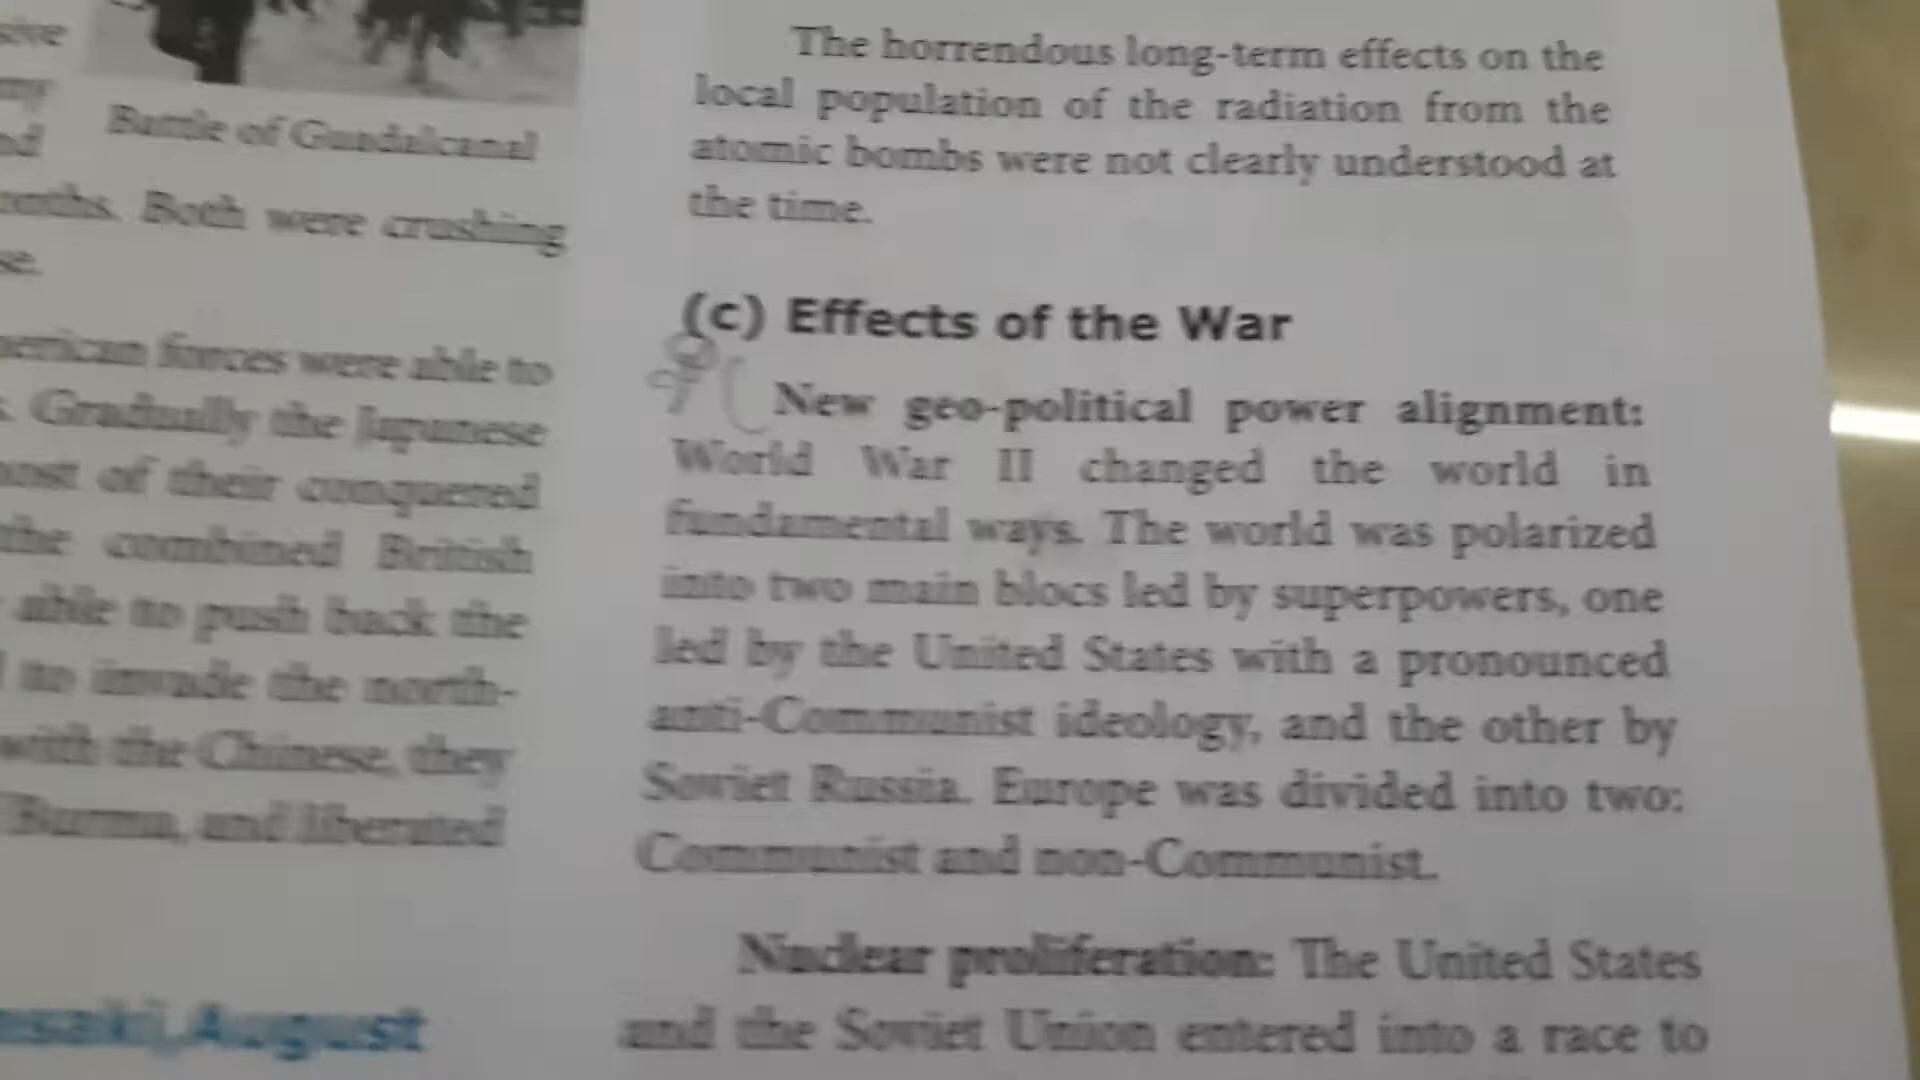 Battle of Guadalcanal
Both were crushing
forces were able to
Gradually the Japanese
most of their conquered
the combined British
able to push back the
to invade the north-
with the Chinese, they
Burma, and liberated
August
The horrendous long-term effects on the
local population of the radiation from the
atomic bombs were not clearly understood at
the time.
(c) Effects of the War
New geo-political power alignment:
World War II changed the world in
fundamental ways. The world was polarized
into two main blocs led by superpowers, one
led by the United States with a pronounced
anti-Communist ideology, and the other by
Soviet Russia. Europe was divided into two:
Communist and non-Communist.
Nuclear proliferation: The United States
and the Soviet Union entered into a race to